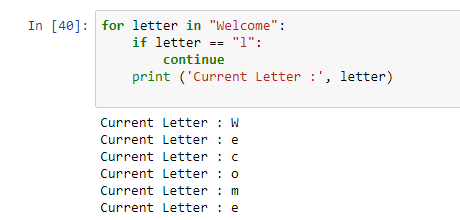 In [40]: for letter in "Welcome":
    if letter == "l":
        continue
    print ('Current Letter :', letter)
Current Letter : W
Current Letter : e
Current Letter : c
Current Letter : o
Current Letter : m
Current Letter : e